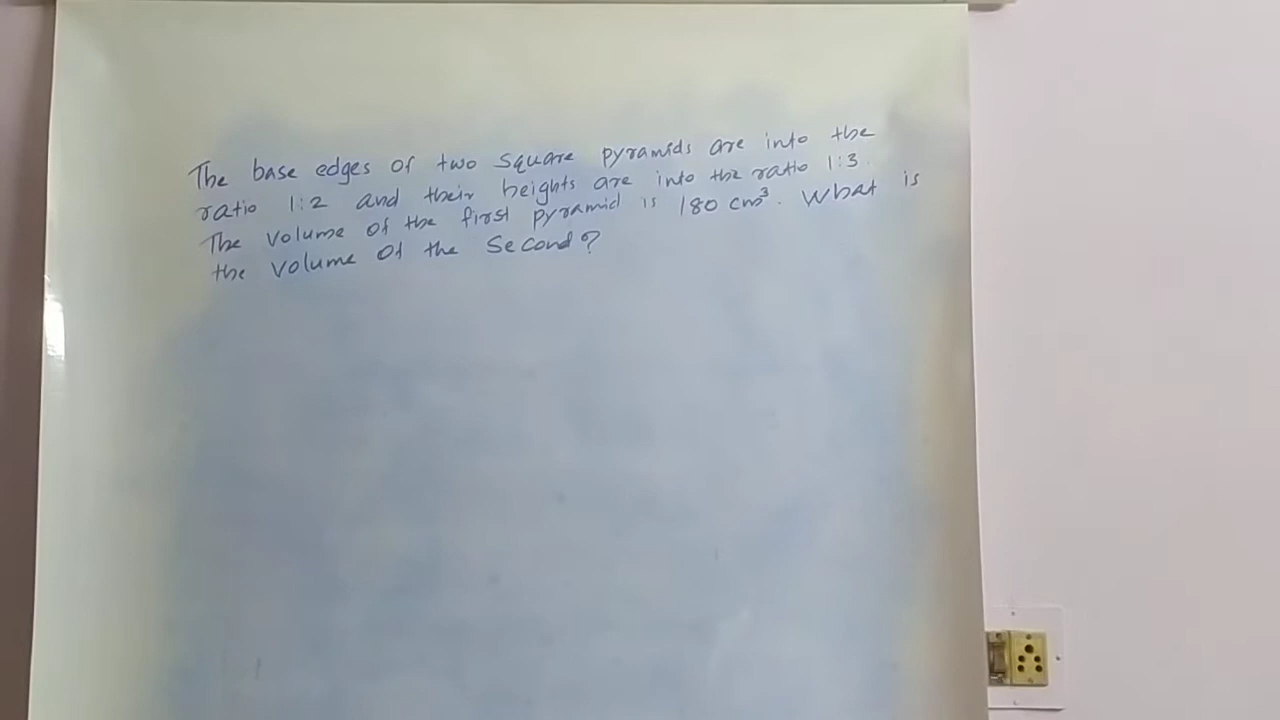 The base edges of two square pyramids are into the
ratio 1:2 and their heights are into the ratio 1:3.
The volume of the first pyramid is 180 cm³. What is
the volume of the second?